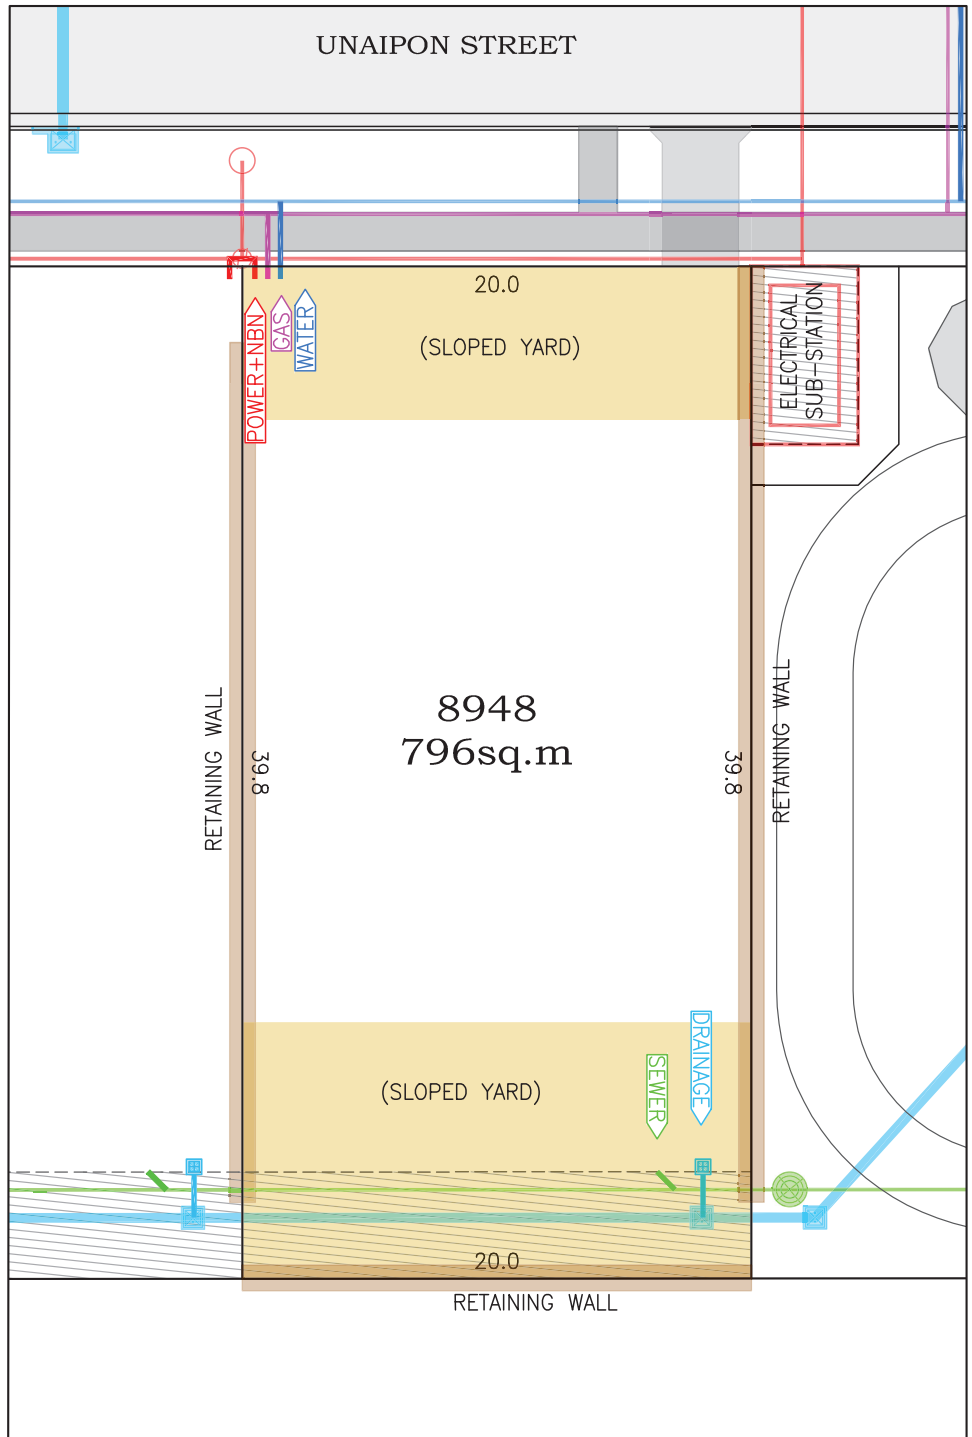 UNAIPON STREET
20.0
(SLOPED YARD)
POWER+NBN
GAS
WATER
ELECTRICAL
SUB-STATION
8948
796sq.m
RETAINING WALL
39.8
39.8
RETAINING WALL
(SLOPED YARD)
SEWER
DRAINAGE
20.0
RETAINING WALL